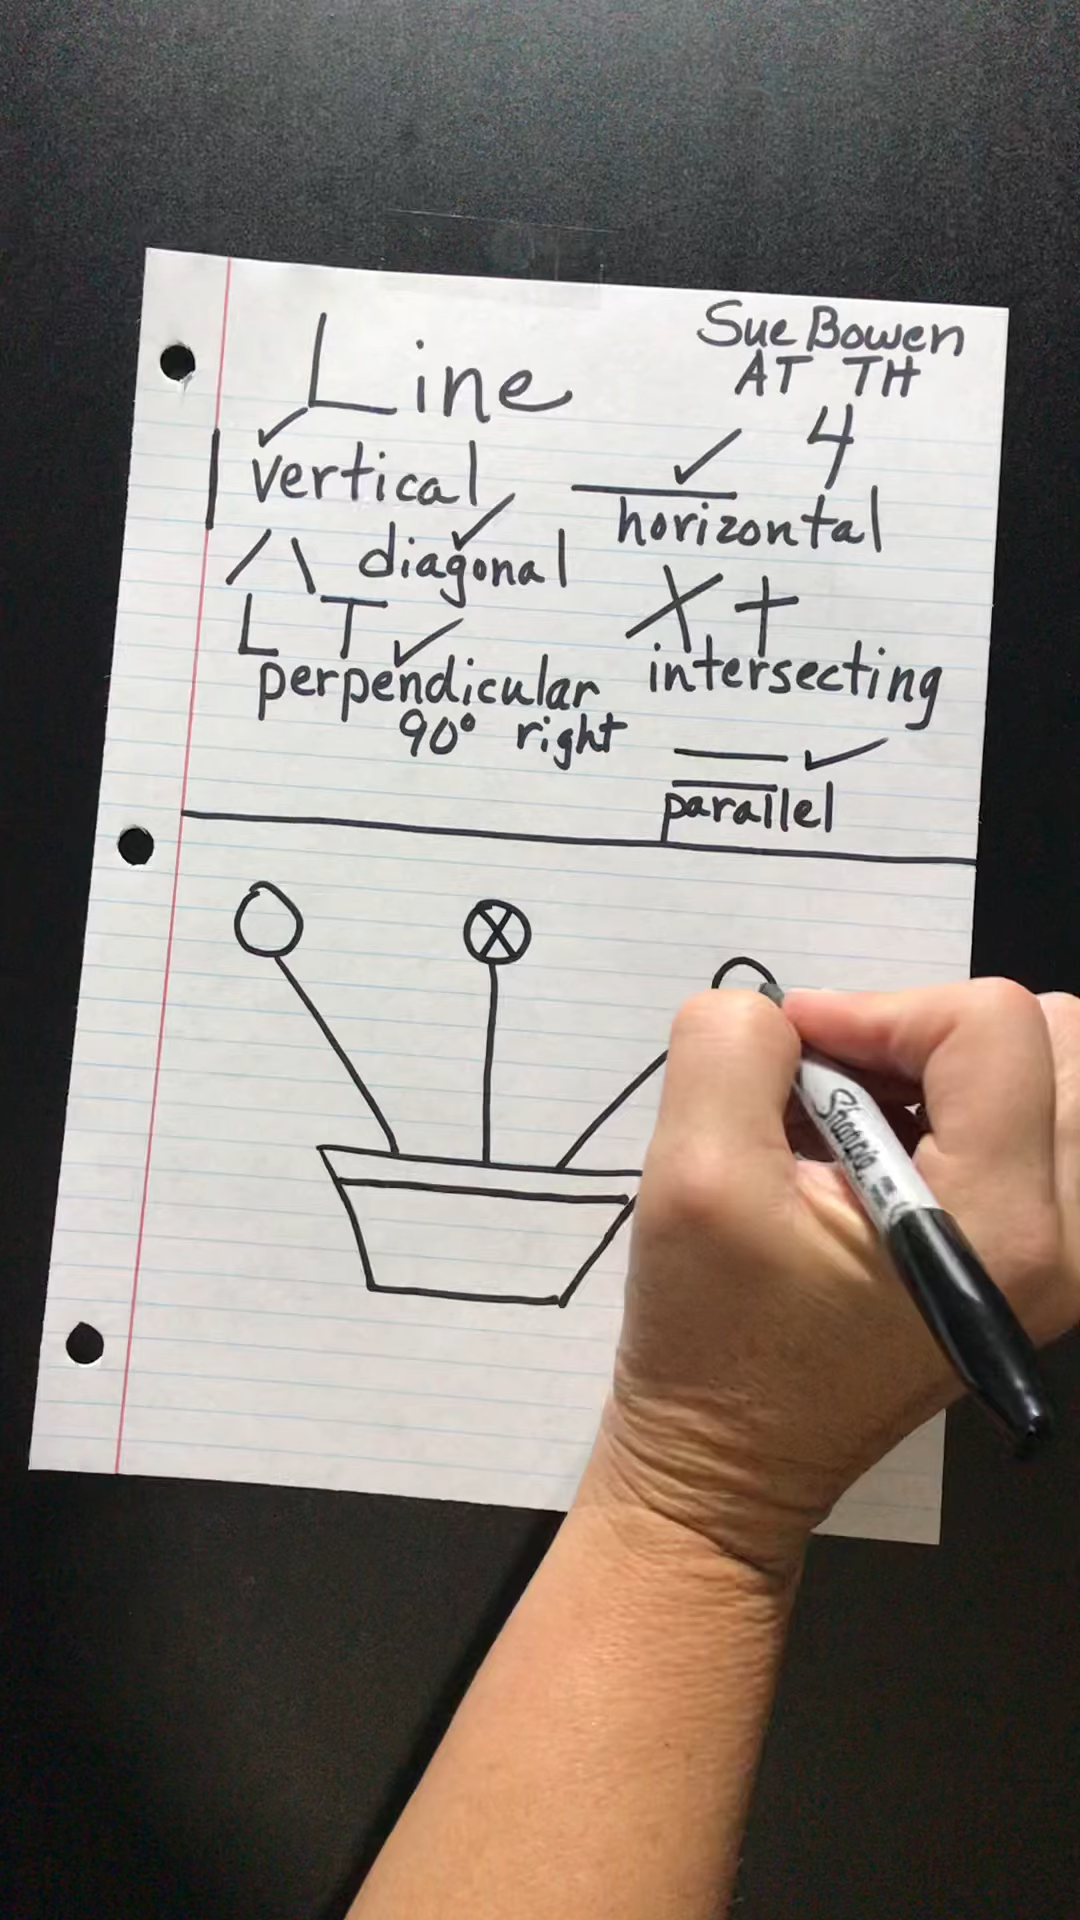 Line
Sue Bowen
AT TH
4
vertical
horizontal
diagonal
L T
X +
intersecting
perpendicular
90° right
parallel
Sharpie